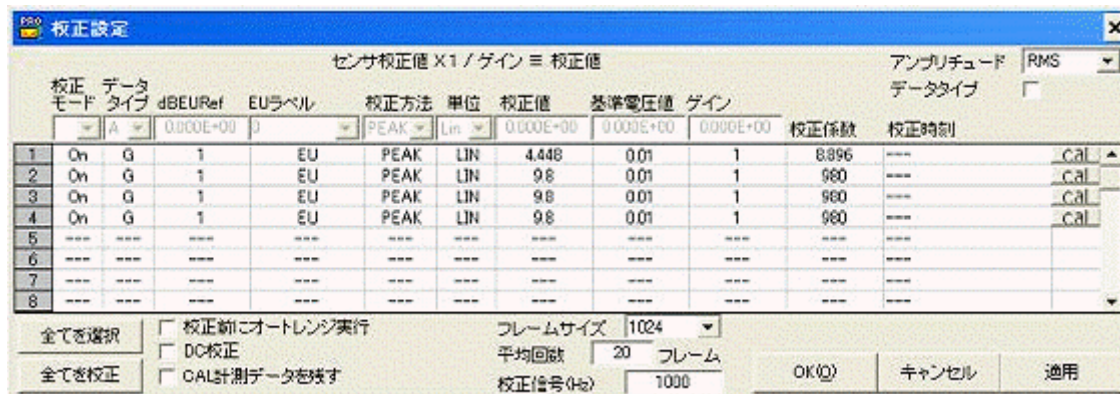 校正設定
センサ校正値 X 1 / ゲイン ≡ 校正値
アンプリチュード RMS
データタイプ
校正モード データタイプ dBEURef EUラベル 校正方法 単位 校正値 基準電圧値 ゲイン 校正係数 校正時刻
A 0.000E+00 0 PEAK Lin 0.000E+00 0.000E+00 0.000E+00
1 On G 1 EU PEAK LIN 4.448 0.01 1 8.896 --- cal
2 On G 1 EU PEAK LIN 9.8 0.01 1 980 --- cal
3 On G 1 EU PEAK LIN 9.8 0.01 1 980 --- cal
4 On G 1 EU PEAK LIN 9.8 0.01 1 980 --- cal
5 --- --- --- --- --- --- --- --- --- --- ---
6 --- --- --- --- --- --- --- --- --- --- ---
7 --- --- --- --- --- --- --- --- --- --- ---
8 --- --- --- --- --- --- --- --- --- --- ---
全てを選択 校正前にオートレンジ実行 フレームサイズ 1024
DC校正 平均回数 20 フレーム
全てを校正 CAL計測データを残す 校正信号(Hz) 1000
OK(O) キャンセル 適用